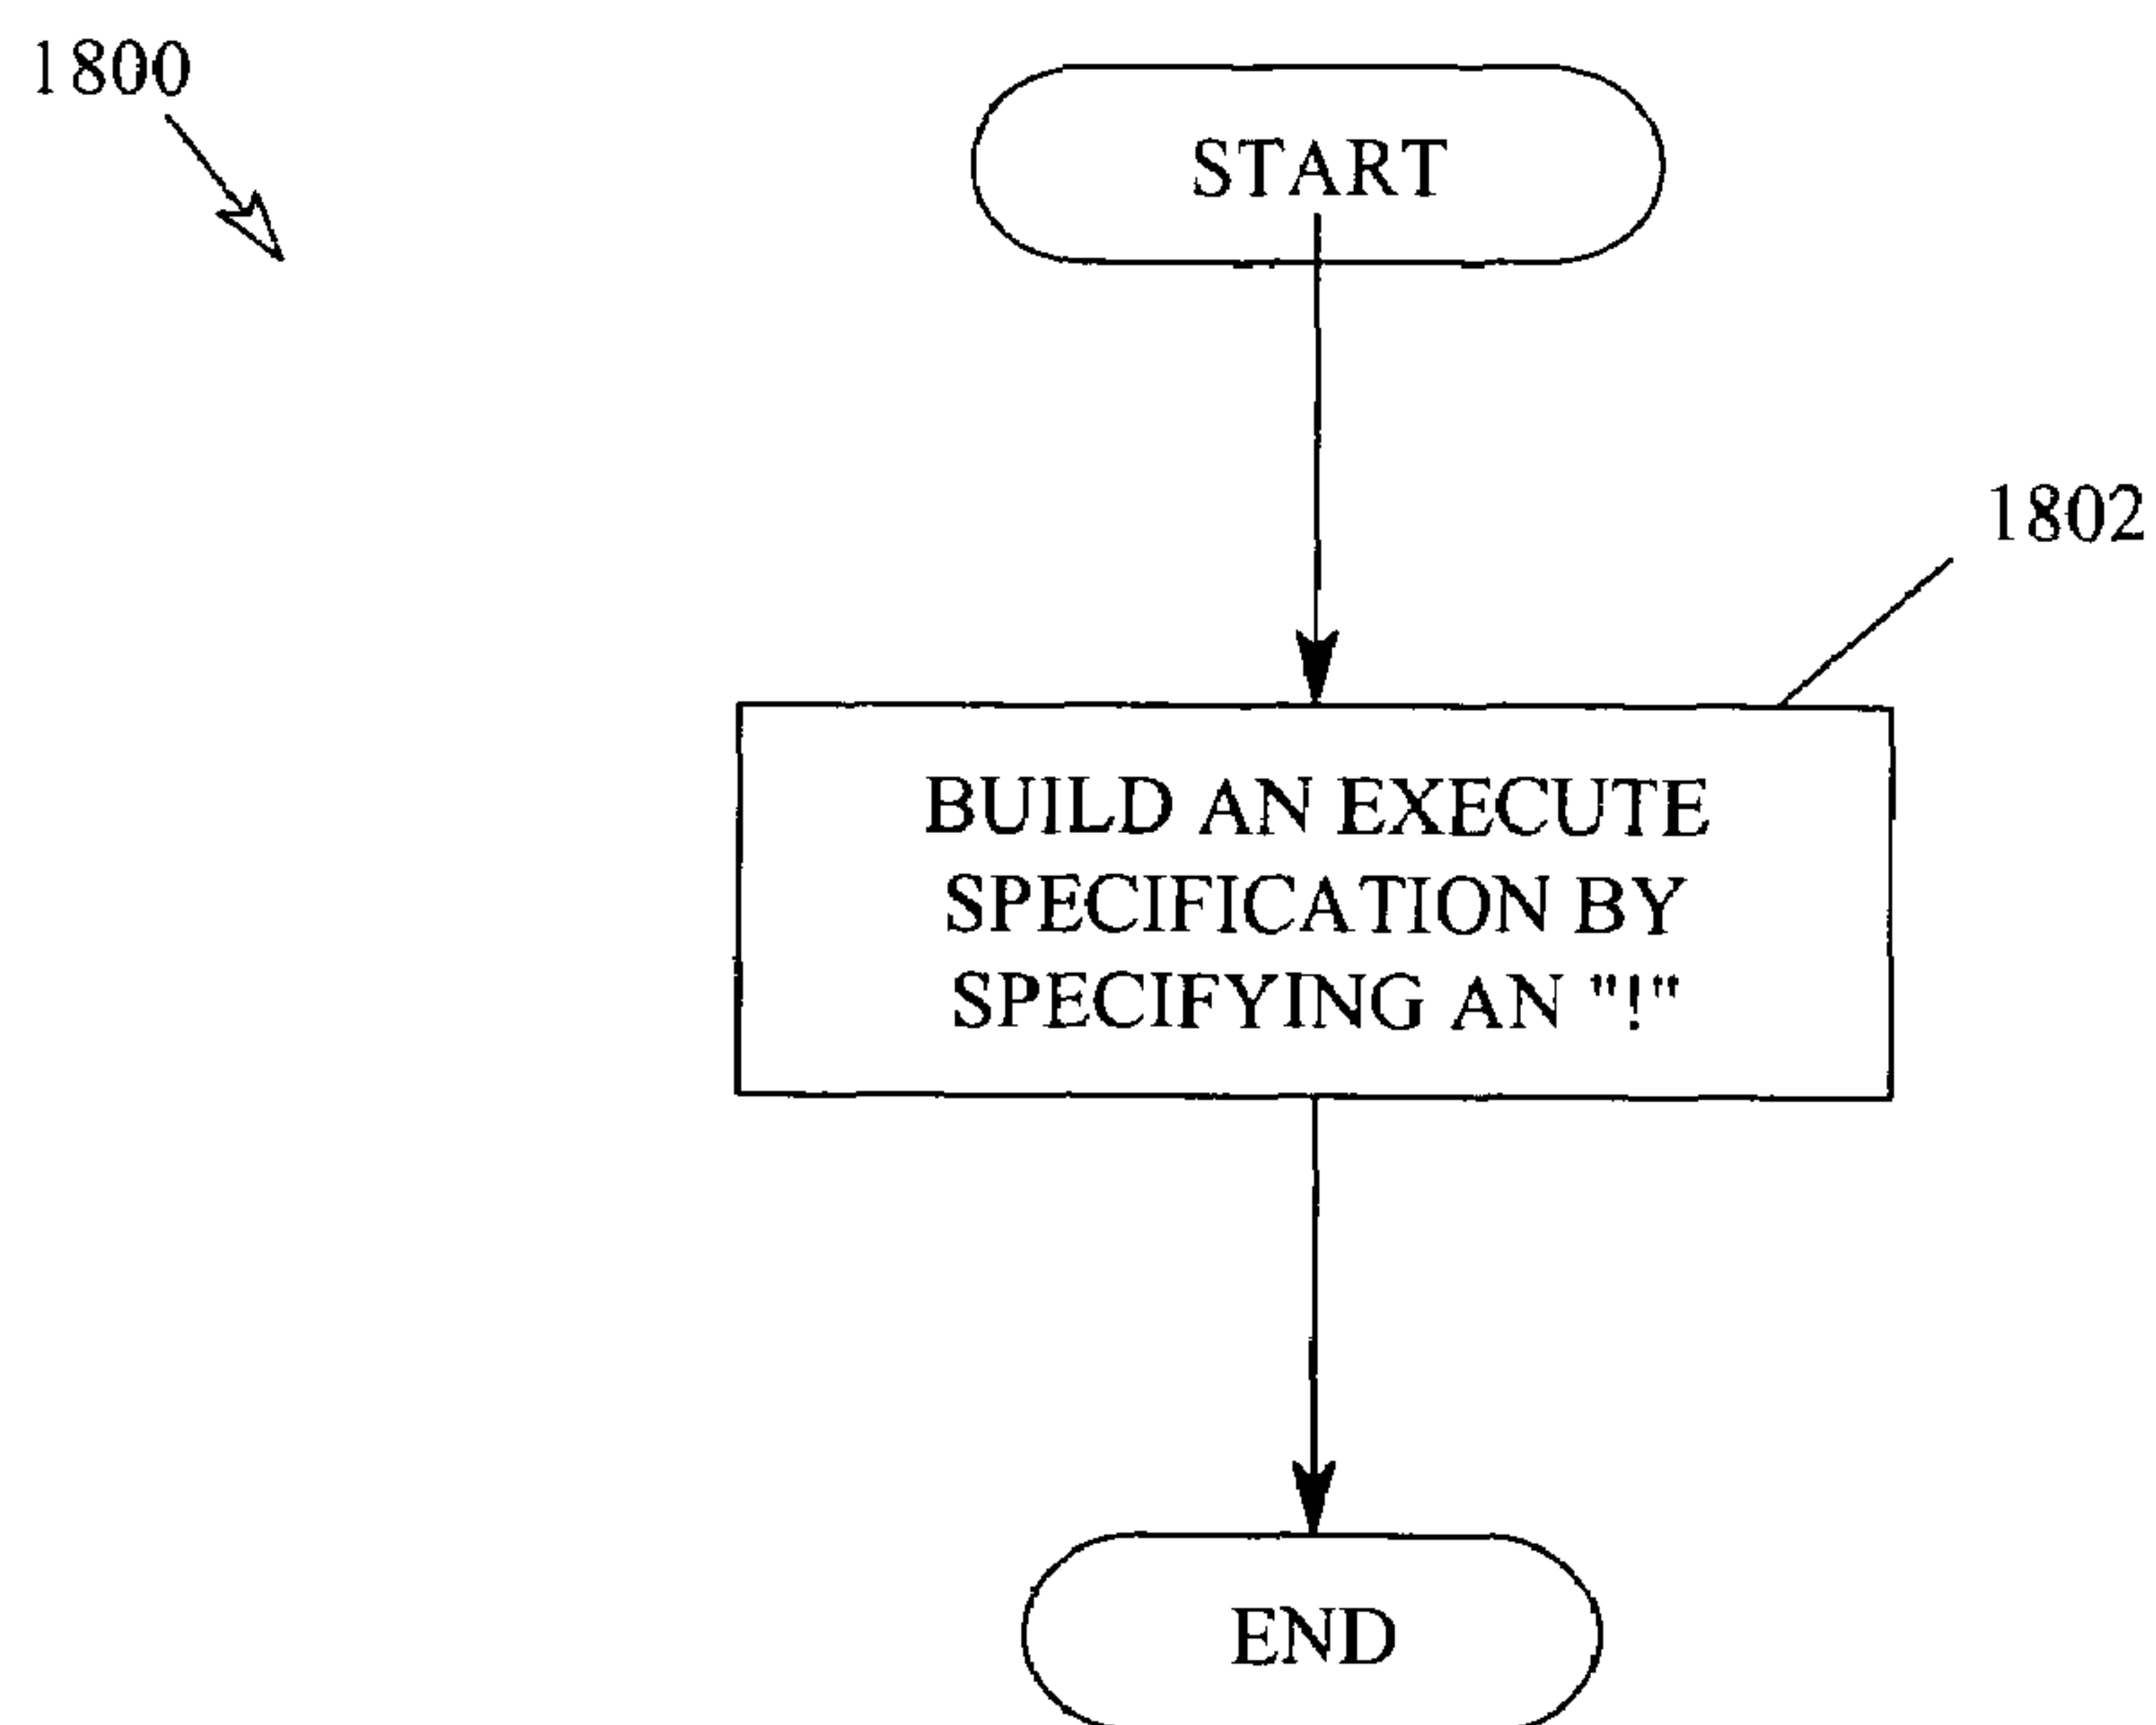 1800
START
1802
BUILD AN EXECUTE
SPECIFICATION BY
SPECIFYING AN "!"
END